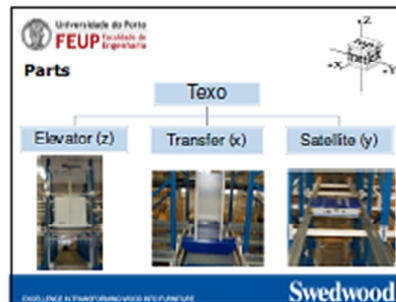 Universidade do Porto
FEUP Faculdade de
Engenharia
+Z
+X
+Y
Parts
Texo
Elevator (z)
Transfer (x)
Satellite (y)
EXCELLENCE IN TRANSFORMING WOOD INTO FURNITURE
Swedwood